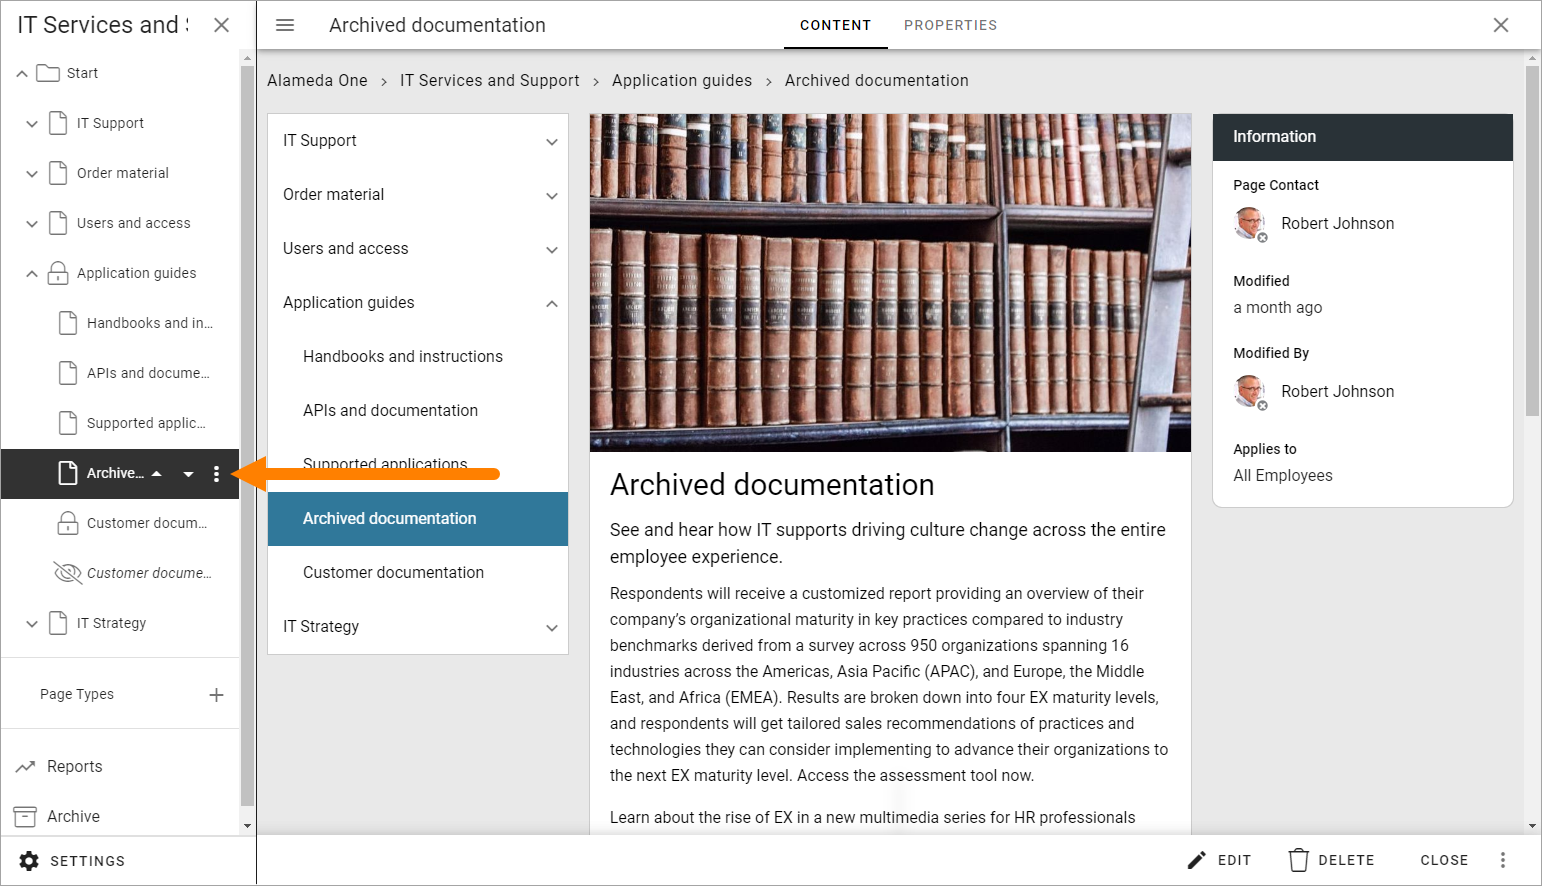 IT Services and
Start
IT Support
Order material
Users and access
Application guides
Handbooks and in...
APIs and docume...
Supported applic...
Archive...
Customer docum...
Customer docume...
IT Strategy
Page Types
Reports
Archive
SETTINGS
Archived documentation
CONTENT
PROPERTIES
Alameda One > IT Services and Support > Application guides > Archived documentation
IT Support
Order material
Users and access
Application guides
Handbooks and instructions
APIs and documentation
Supported applications
Archived documentation
Customer documentation
IT Strategy
Archived documentation
See and hear how IT supports driving culture change across the entire
employee experience.
Respondents will receive a customized report providing an overview of their
company’s organizational maturity in key practices compared to industry
benchmarks derived from a survey across 950 organizations spanning 16
industries across the Americas, Asia Pacific (APAC), and Europe, the Middle
East, and Africa (EMEA). Results are broken down into four EX maturity levels,
and respondents will get tailored sales recommendations of practices and
technologies they can consider implementing to advance their organizations to
the next EX maturity level. Access the assessment tool now.
Learn about the rise of EX in a new multimedia series for HR professionals
Information
Page Contact
Robert Johnson
Modified
a month ago
Modified By
Robert Johnson
Applies to
All Employees
EDIT
DELETE
CLOSE